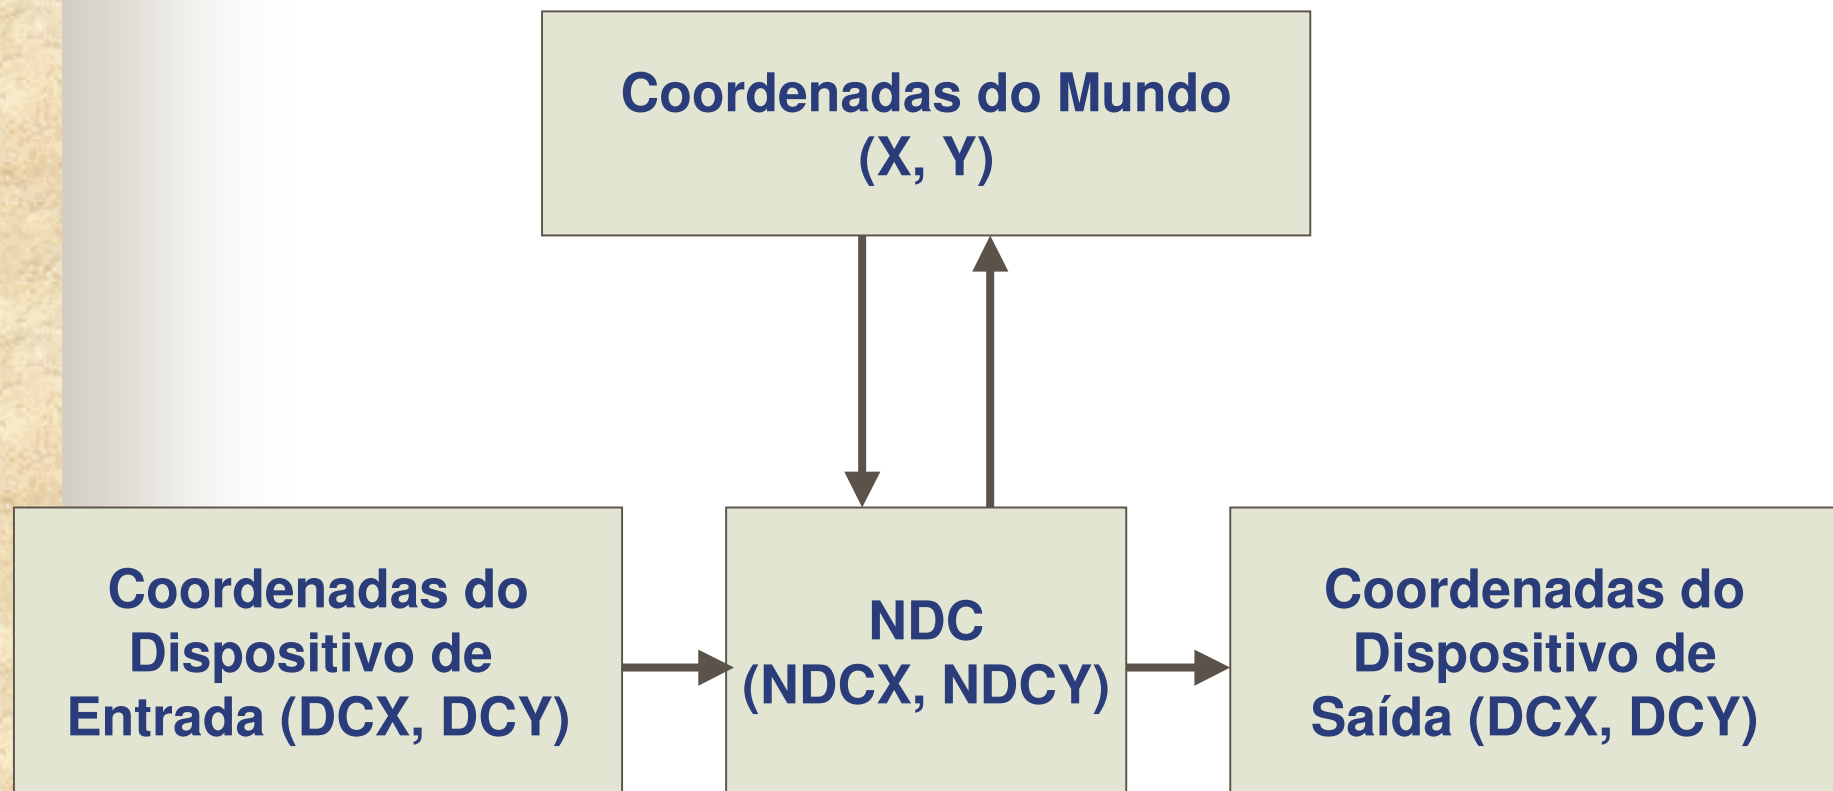 Coordenadas do Mundo
(X, Y)
Coordenadas do
Dispositivo de
Entrada (DCX, DCY)
NDC
(NDCX, NDCY)
Coordenadas do
Dispositivo de
Saída (DCX, DCY)